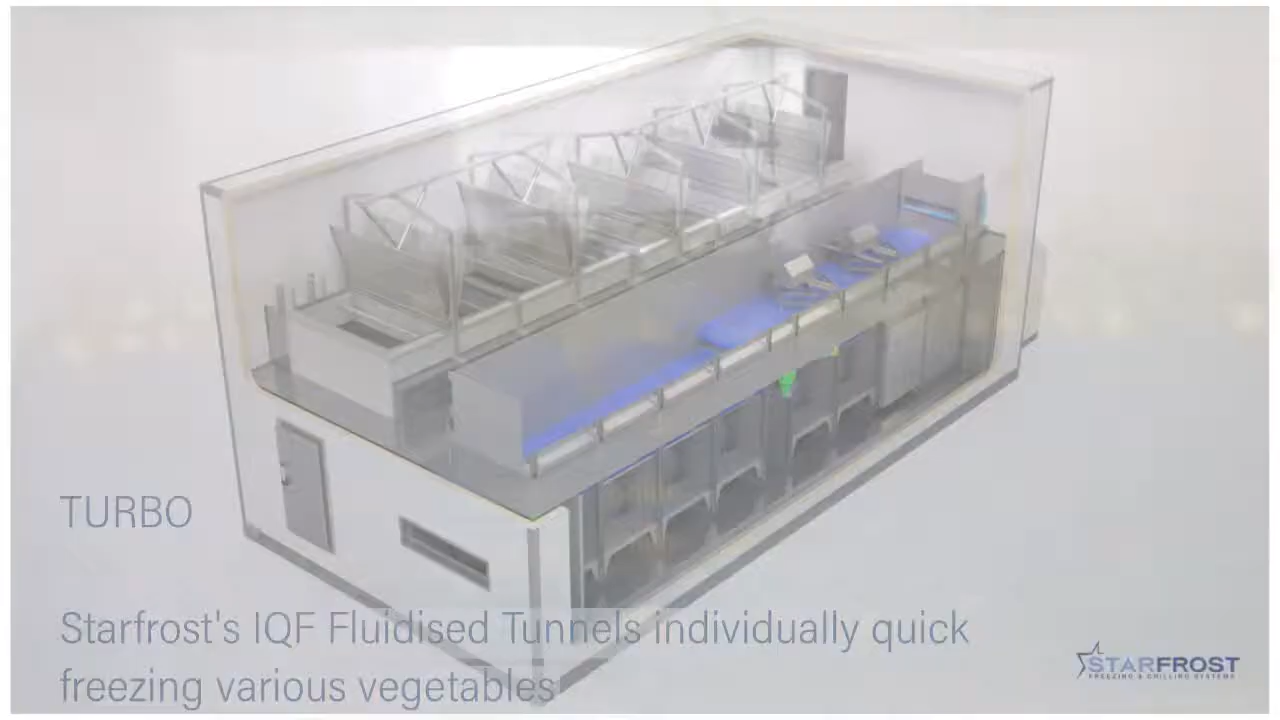 TURBO
Starfrost's IQF Fluidised Tunnels individually quick
freezing various vegetables
STARFROST
FREEZING & CHILLING SYSTEMS